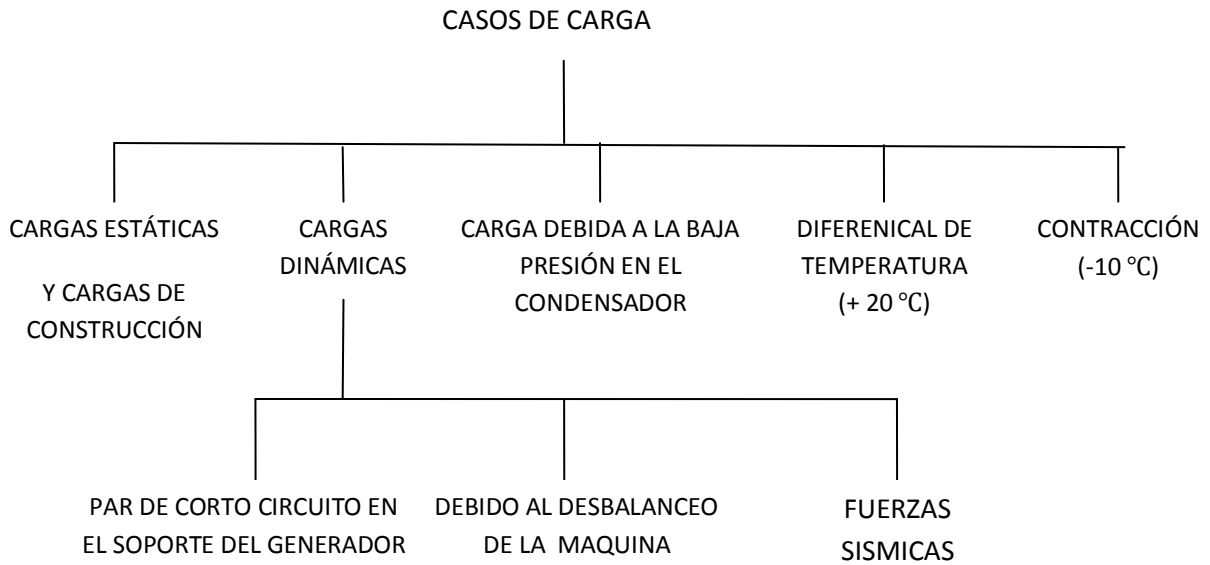 CASOS DE CARGA
CARGAS ESTÁTICAS
Y CARGAS DE
CONSTRUCCIÓN
CARGAS
DINÁMICAS
CARGA DEBIDA A LA BAJA
PRESIÓN EN EL
CONDENSADOR
DIFERENICAL DE
TEMPERATURA
(+ 20 °C)
CONTRACCIÓN
(-10 °C)
PAR DE CORTO CIRCUITO EN
EL SOPORTE DEL GENERADOR
DEBIDO AL DESBALANCEO
DE LA MAQUINA
FUERZAS
SISMICAS